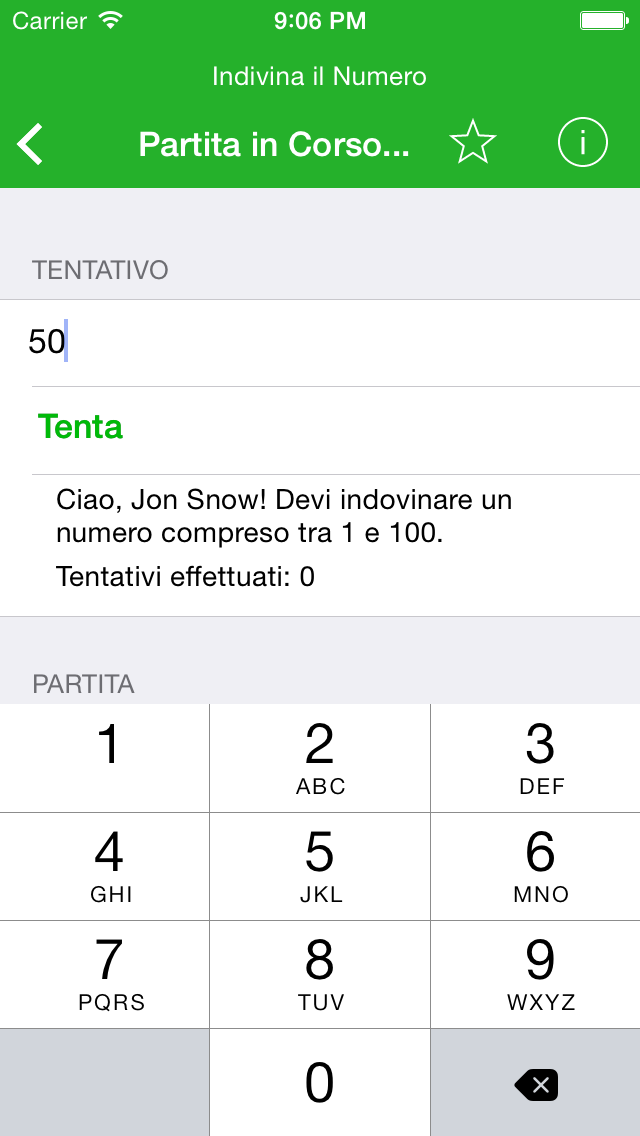 Carrier 9:06 PM
Indivina il Numero
Partita in Corso...
TENTATIVO
50
Tenta
Ciao, Jon Snow! Devi indovinare un
numero compreso tra 1 e 100.
Tentativi effettuati: 0
PARTITA
1 2 3
ABC DEF
4 5 6
GHI JKL MNO
7 8 9
PQRS TUV WXYZ
0